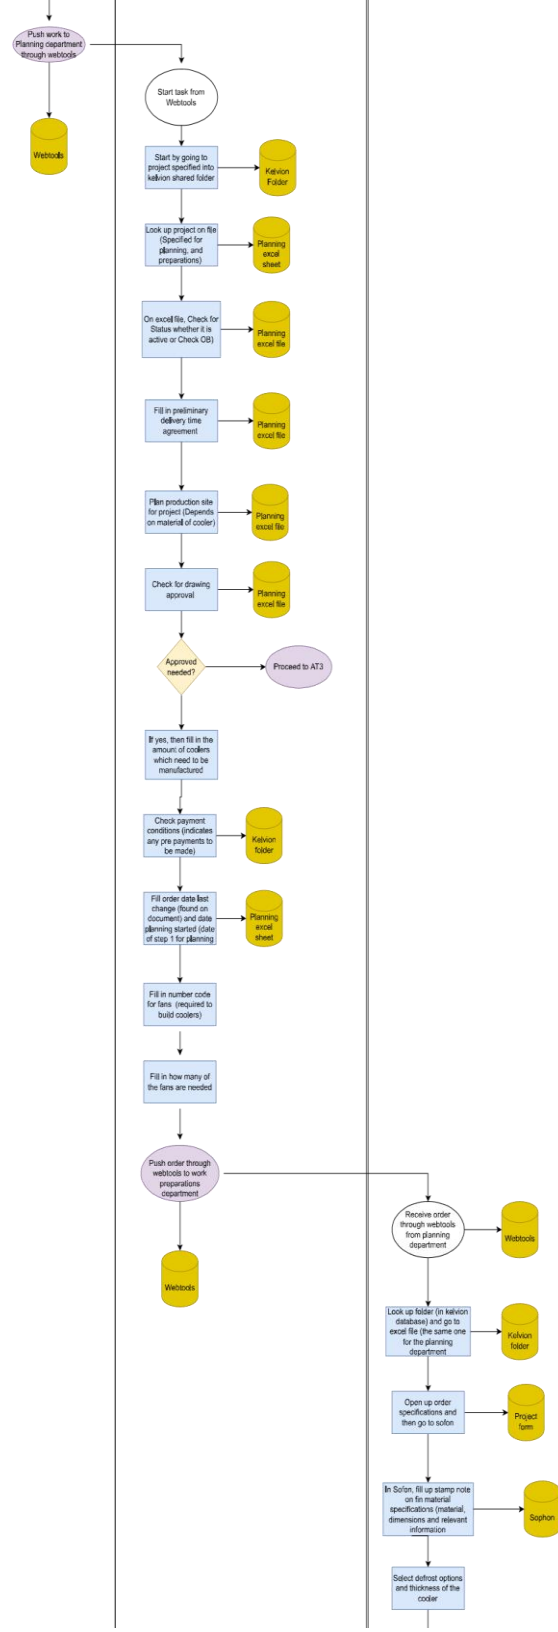 Push work to
Planning department
through webtools
Webtools
Start task from
Webtools
Start by going to
project specified into
kelvion shared folder
Kelvion
Folder
Look up project on file
(Specified for
planning, and
preparations)
Planning
excel
sheet
On excel file, Check for
Status whether it is
active or Check OB)
Planning
excel file
Fill in preliminary
delivery time
agreement
Planning
excel file
Plan production site
for project (Depends
on material of cooler)
Planning
excel file
Check for drawing
approval
Planning
excel file
Approved
needed?
Proceed to AT3
If yes, then fill in the
amount of coolers
which need to be
manufactured
Check payment
conditions (indicates
any pre payments to
be made)
Kelvion
folder
Fill order date last
change (found on
document) and date
planning started (date
of step 1 for planning
Planning
excel
sheet
Fill in number code
for fans (required to
build coolers)
Fill in how many of
the fans are needed
Push order through
webtools to work
preparations
department
Webtools
Receive order
through webtools
from planning
department
Webtools
Look up folder (in kelvion
database) and go to
excel file (the same one
for the planning
department
Kelvion
folder
Open up order
specifications and
then go to sofon
Project
form
In Sofon, fill up stamp note
on fin material
specifications (material,
dimensions and relevant
information
Sophon
Select defrost options
and thickness of the
cooler